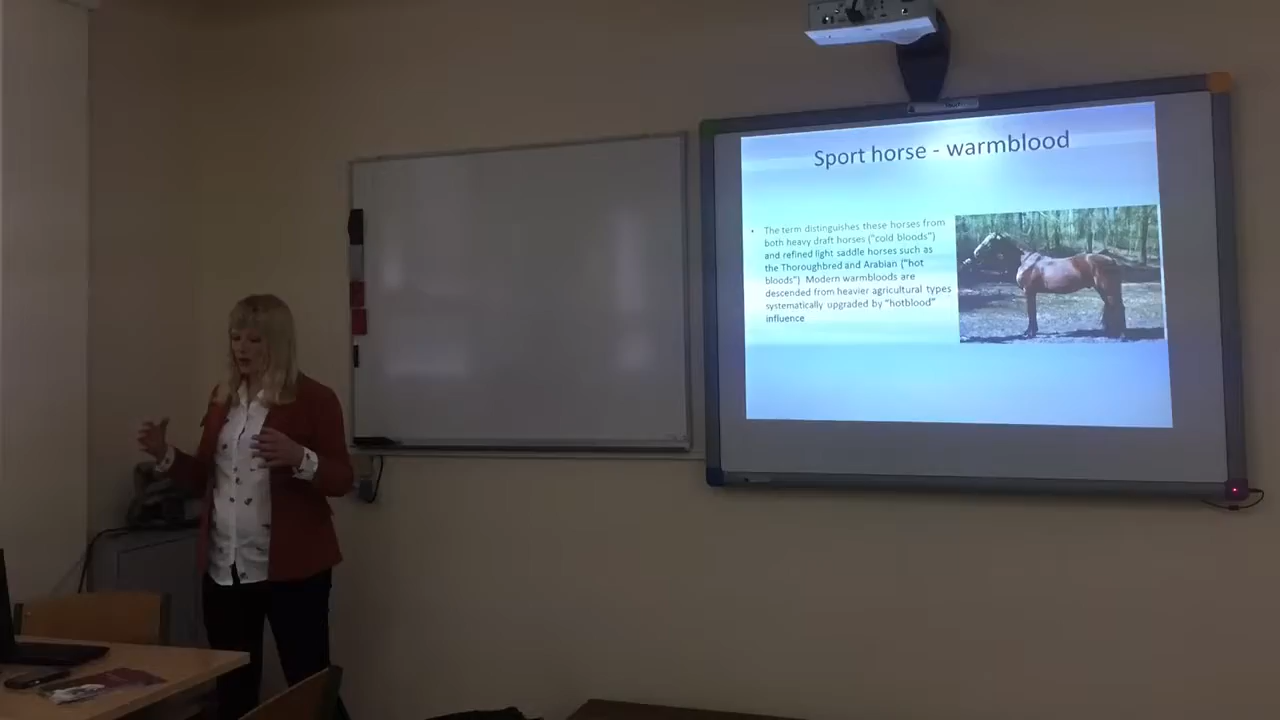 Sport horse - warmblood
• The term distinguishes these horses from
both heavy draft horses ("cold bloods")
and refined light saddle horses such as
the Thoroughbred and Arabian ("hot
bloods") Modern warmbloods are
descended from heavier agricultural types
systematically upgraded by "hotblood"
influence